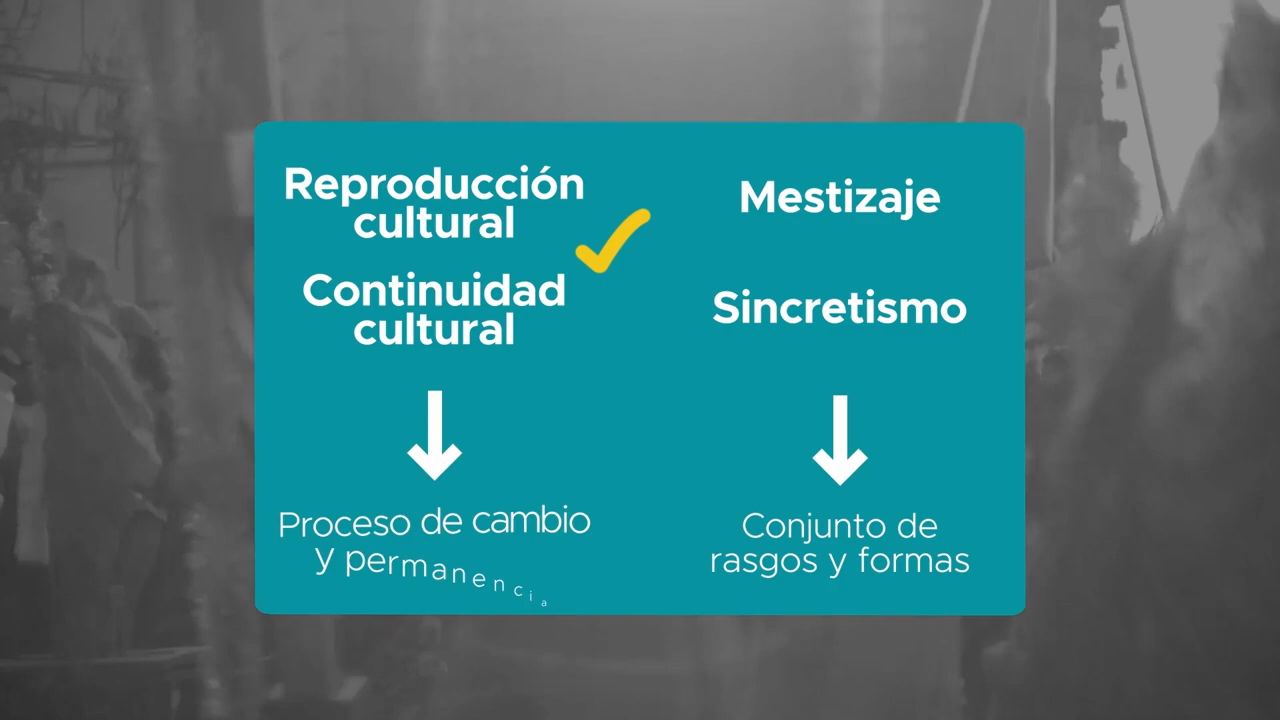 Reproducción
cultural
Continuidad
cultural
Proceso de cambio
y permanencia
Mestizaje
Sincretismo
Conjunto de
rasgos y formas